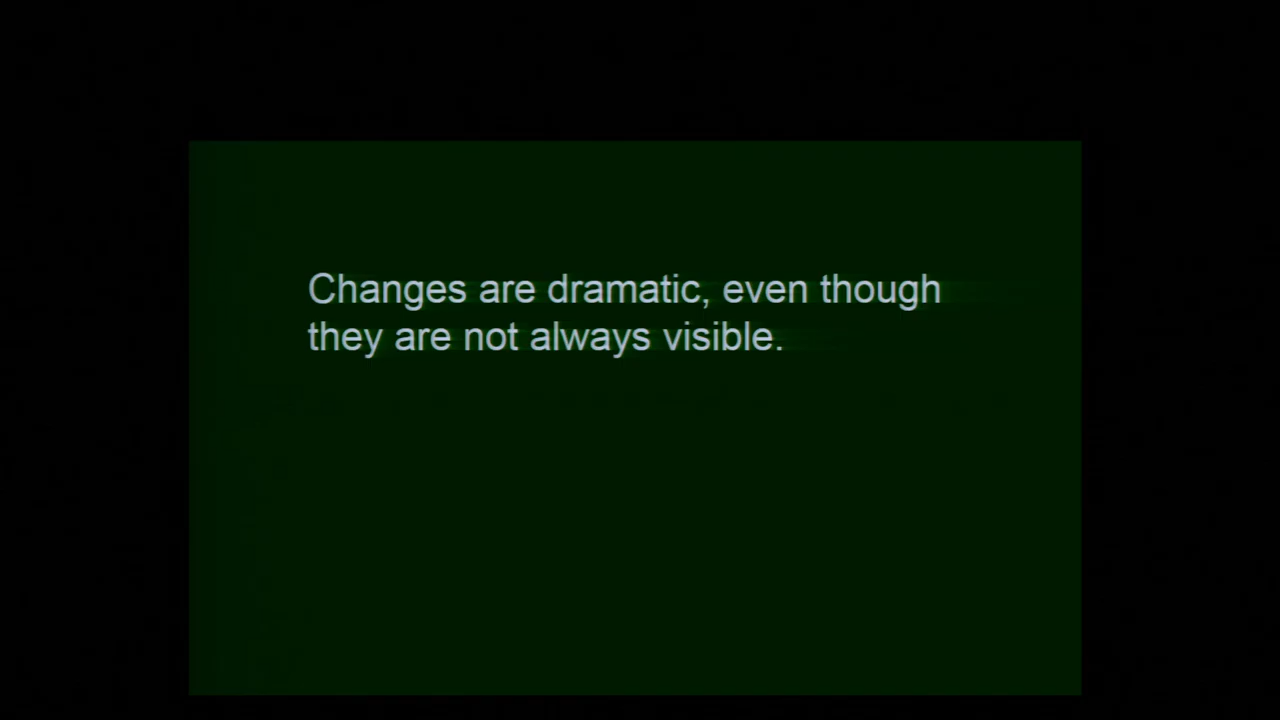 Changes are dramatic, even though
they are not always visible.